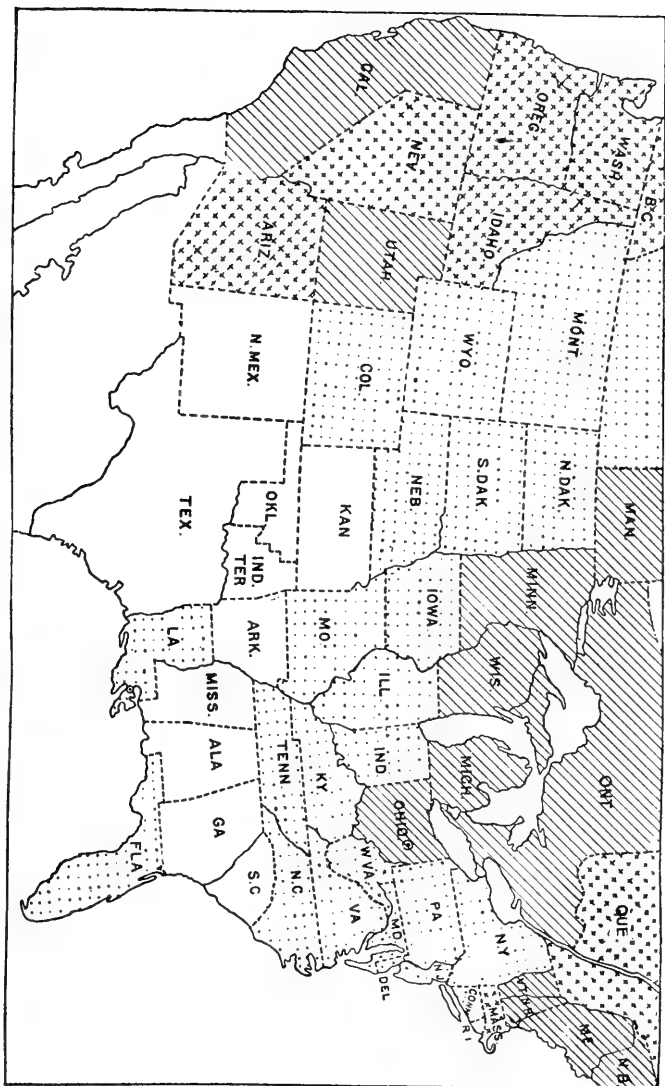 B.C.
WASH
OREG
IDAHO
MONT.
N.DAK
MAN
MINN
ONT
QUE
N.B
ME
VT.
N.H
MASS
CONN
R I
N.Y
N J
PA
DEL
MD
OHIO
MICH.
WIS
S.DAK
WYO.
NEV
CAL.
UTAH
COL
NEB
IOWA
ILL
IND
W.VA
VA
KY
MO
KAN
ARIZ
N.MEX.
OKL
IND.
TER
ARK.
TENN
N.C
S.C
GA
ALA
MISS.
LA
TEX.
FLA